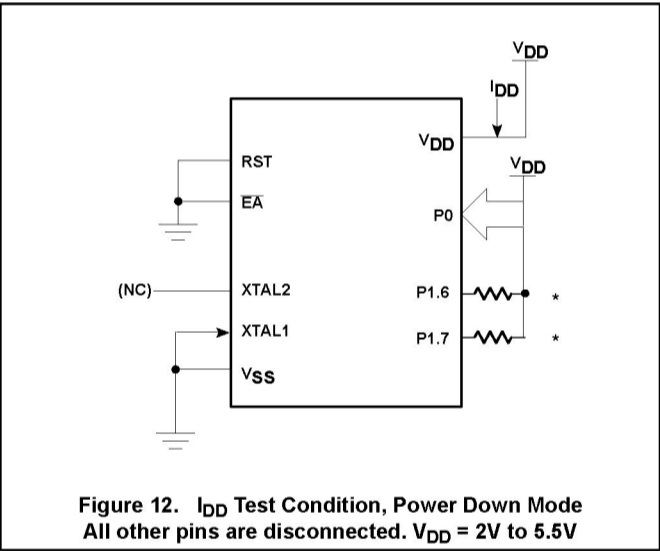 VDD
IDD
VDD
VDD
RST
EA
P0
(NC)
XTAL2
P1.6
*
XTAL1
P1.7
*
VSS
Figure 12. IDD Test Condition, Power Down Mode
All other pins are disconnected. VDD = 2V to 5.5V